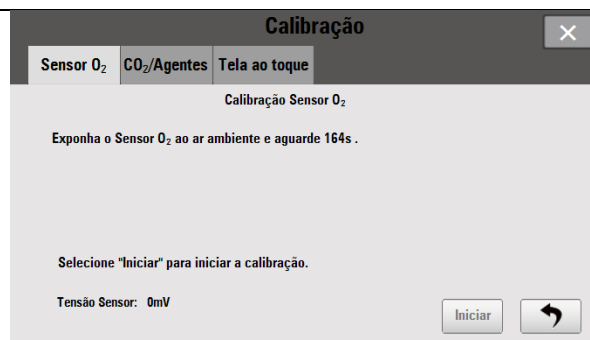 Calibração
Sensor O₂ CO₂/Agentes Tela ao toque
Calibração Sensor O₂
Exponha o Sensor O₂ ao ar ambiente e aguarde 164s .
Selecione "Iniciar" para iniciar a calibração.
Tensão Sensor: 0mV
Iniciar